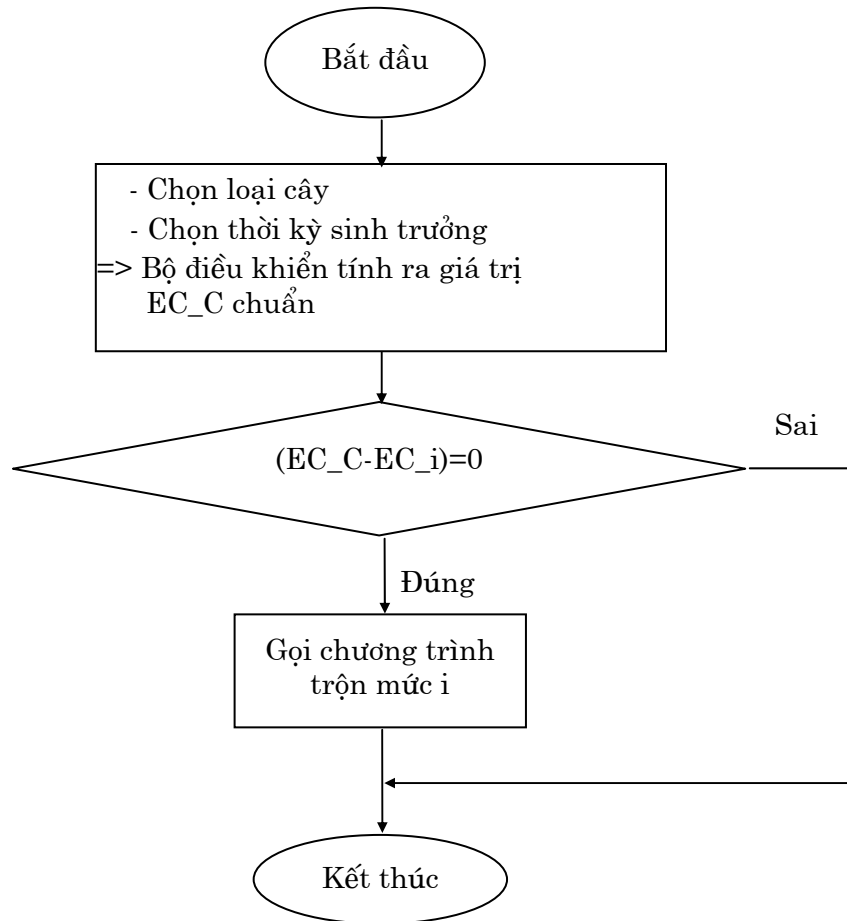 Bắt đầu
- Chọn loại cây
- Chọn thời kỳ sinh trưởng
=> Bộ điều khiển tính ra giá trị
EC_C chuẩn
Sai
(EC_C-EC_i)=0
Đúng
Gọi chương trình
trộn mức i
Kết thúc